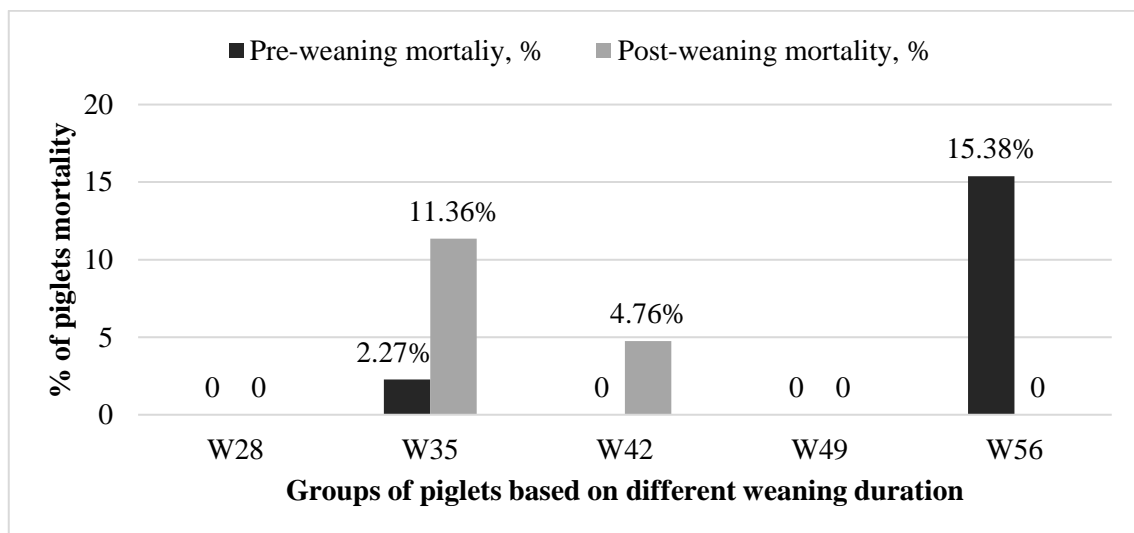 Pre-weaning mortaliy, % Post-weaning mortality, %
% of piglets mortality
20
15
10
5
0
0 0
2.27% 11.36%
0 4.76%
0 0
15.38% 0
W28 W35 W42 W49 W56
Groups of piglets based on different weaning duration